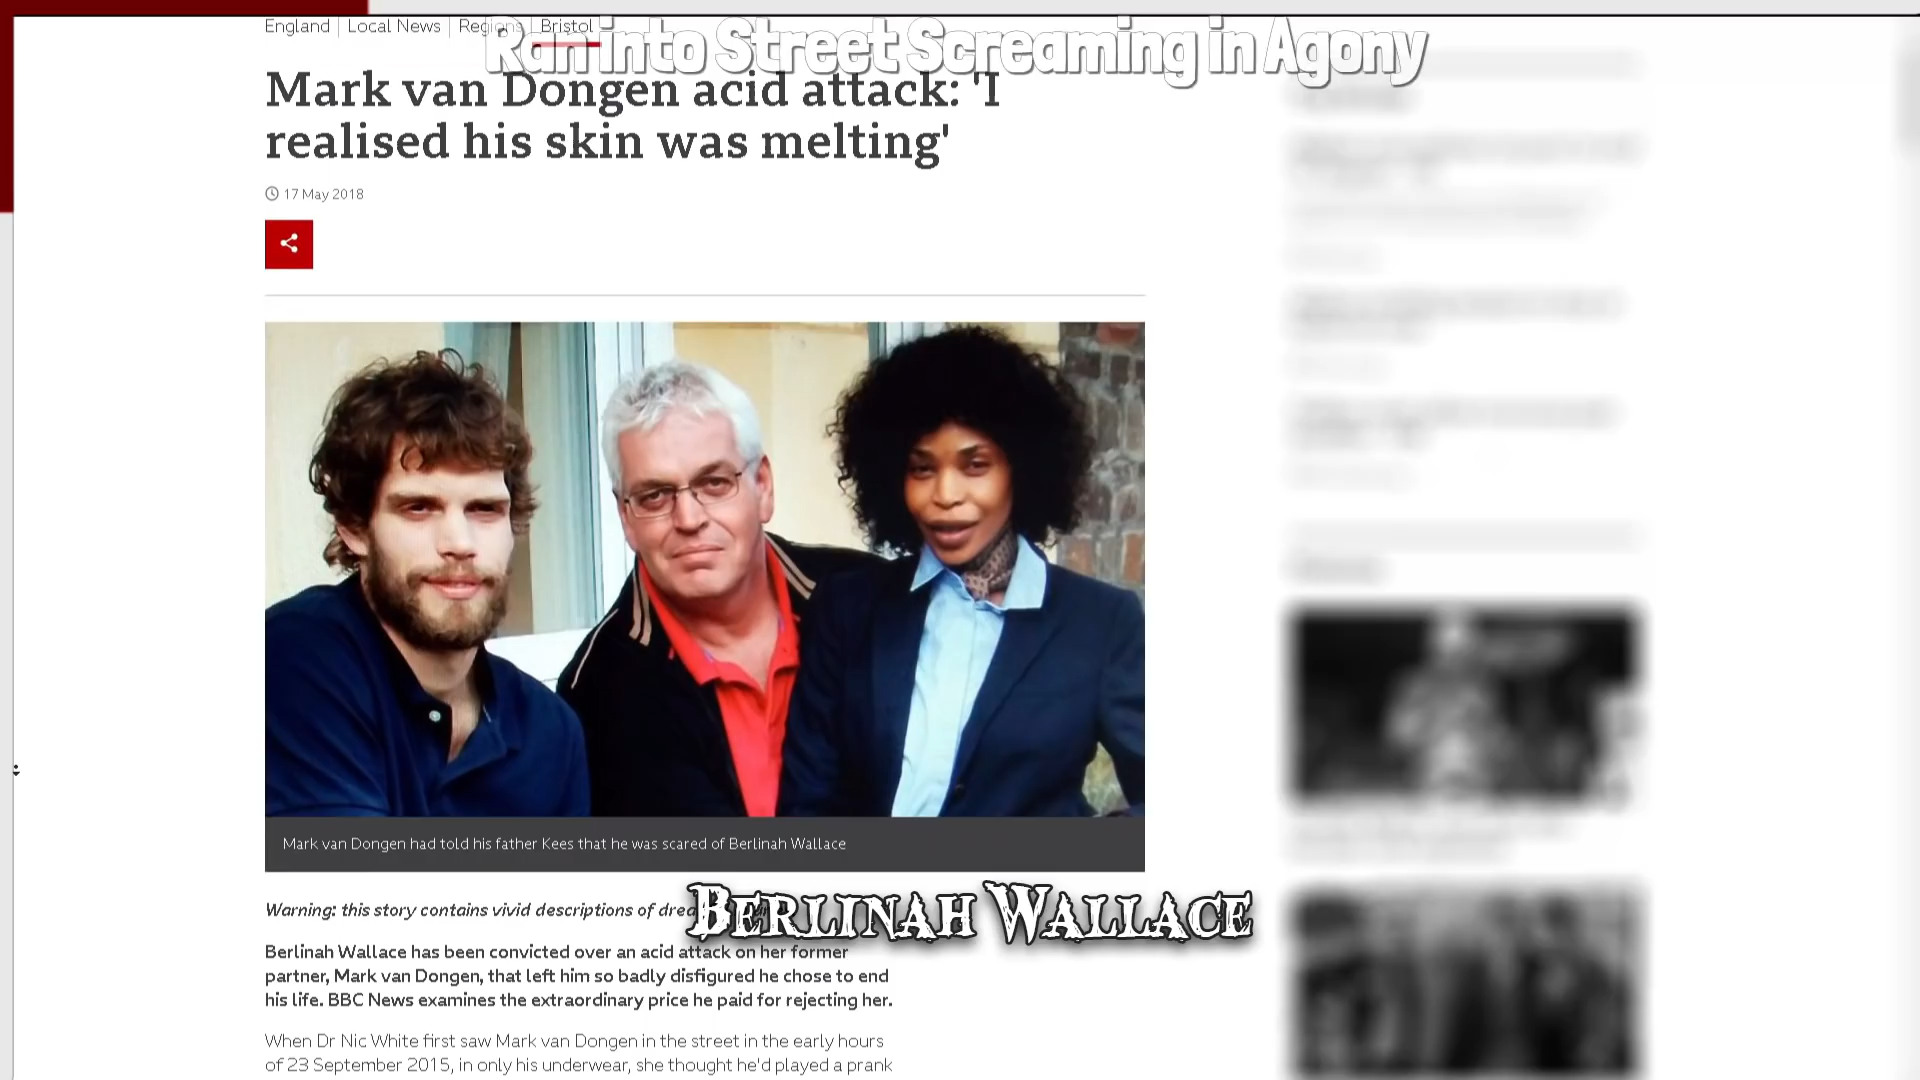 England Local News Regions Bristol
Ran into Street Screaming in Agony
Mark van Dongen acid attack: 'I
realised his skin was melting'
17 May 2018
Mark van Dongen had told his father Kees that he was scared of Berlinah Wallace
Warning: this story contains vivid descriptions of
BERLINAH WALLACE
Berlinah Wallace has been convicted over an acid attack on her former
partner, Mark van Dongen, that left him so badly disfigured he chose to end
his life. BBC News examines the extraordinary price he paid for rejecting her.
When Dr Nic White first saw Mark van Dongen in the street in the early hours
of 23 September 2015, in only his underwear, she thought he'd played a prank